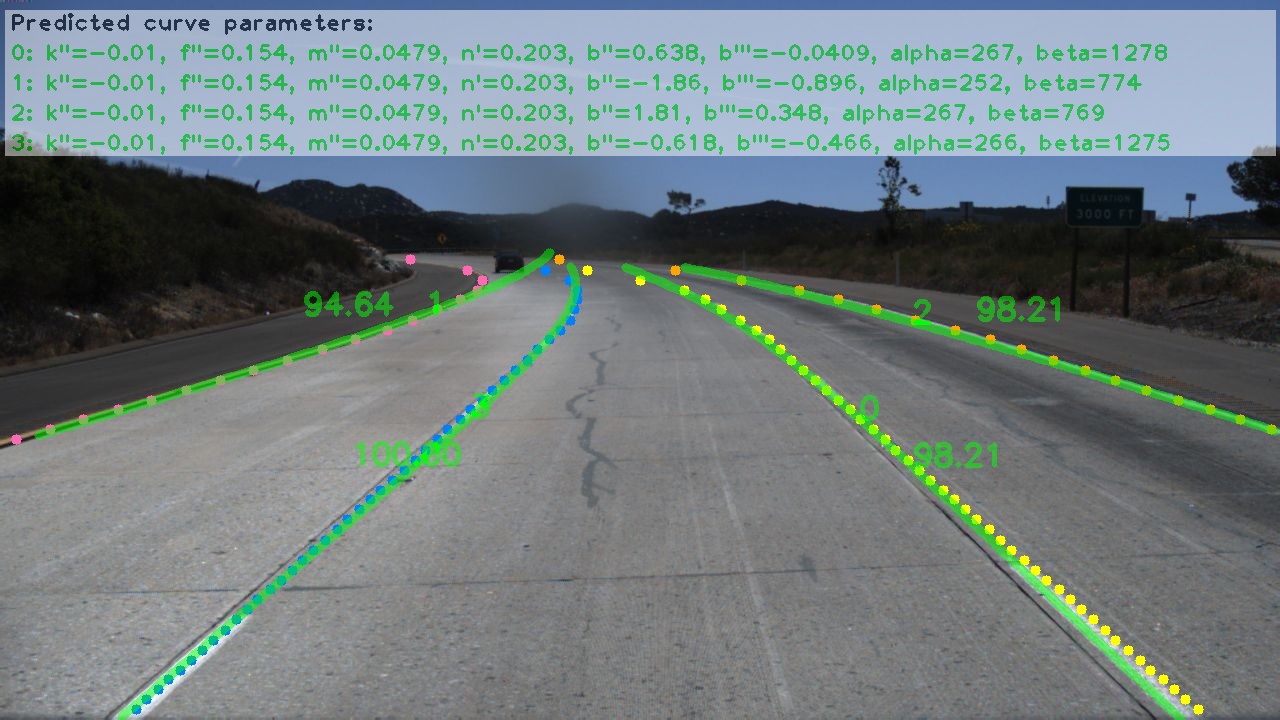 Predicted curve parameters:
0: k"=-0.01, f"=0.154, m"=0.0479, n'=0.203, b"=0.638, b'"=-0.0409, alpha=267, beta=1278
1: k"=-0.01, f"=0.154, m"=0.0479, n'=0.203, b"=-1.86, b'"=-0.896, alpha=252, beta=774
2: k"=-0.01, f"=0.154, m"=0.0479, n'=0.203, b"=1.81, b'"=0.348, alpha=267, beta=769
3: k"=-0.01, f"=0.154, m"=0.0479, n'=0.203, b"=-0.618, b'"=-0.466, alpha=266, beta=1275
ELEVATION
3000 FT
94.64 1
2 98.21
3
0
98.21